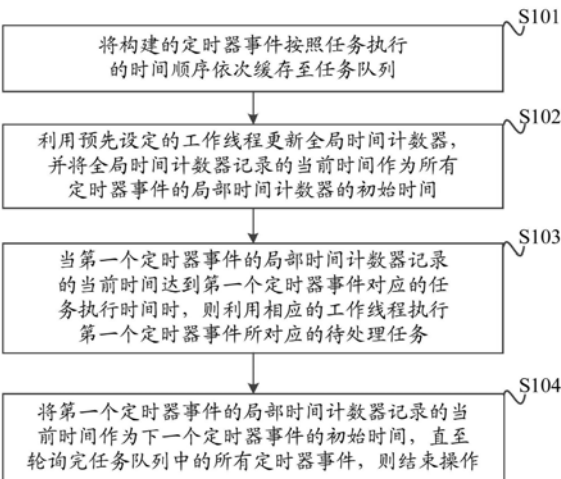 S101
将构建的定时器事件按照任务执行
的时间顺序依次缓存至任务队列
S102
利用预先设定的工作线程更新全局时间计数器，
并将全局时间计数器记录的当前时间作为所有
定时器事件的局部时间计数器的初始时间
S103
当第一个定时器事件的局部时间计数器记录
的当前时间达到第一个定时器事件对应的任
务执行时间时，则利用相应的工作线程执行
第一个定时器事件所对应的待处理任务
S104
将第一个定时器事件的局部时间计数器记录的当
前时间作为下一个定时器事件的初始时间，直至
轮询完任务队列中的所有定时器事件，则结束操作